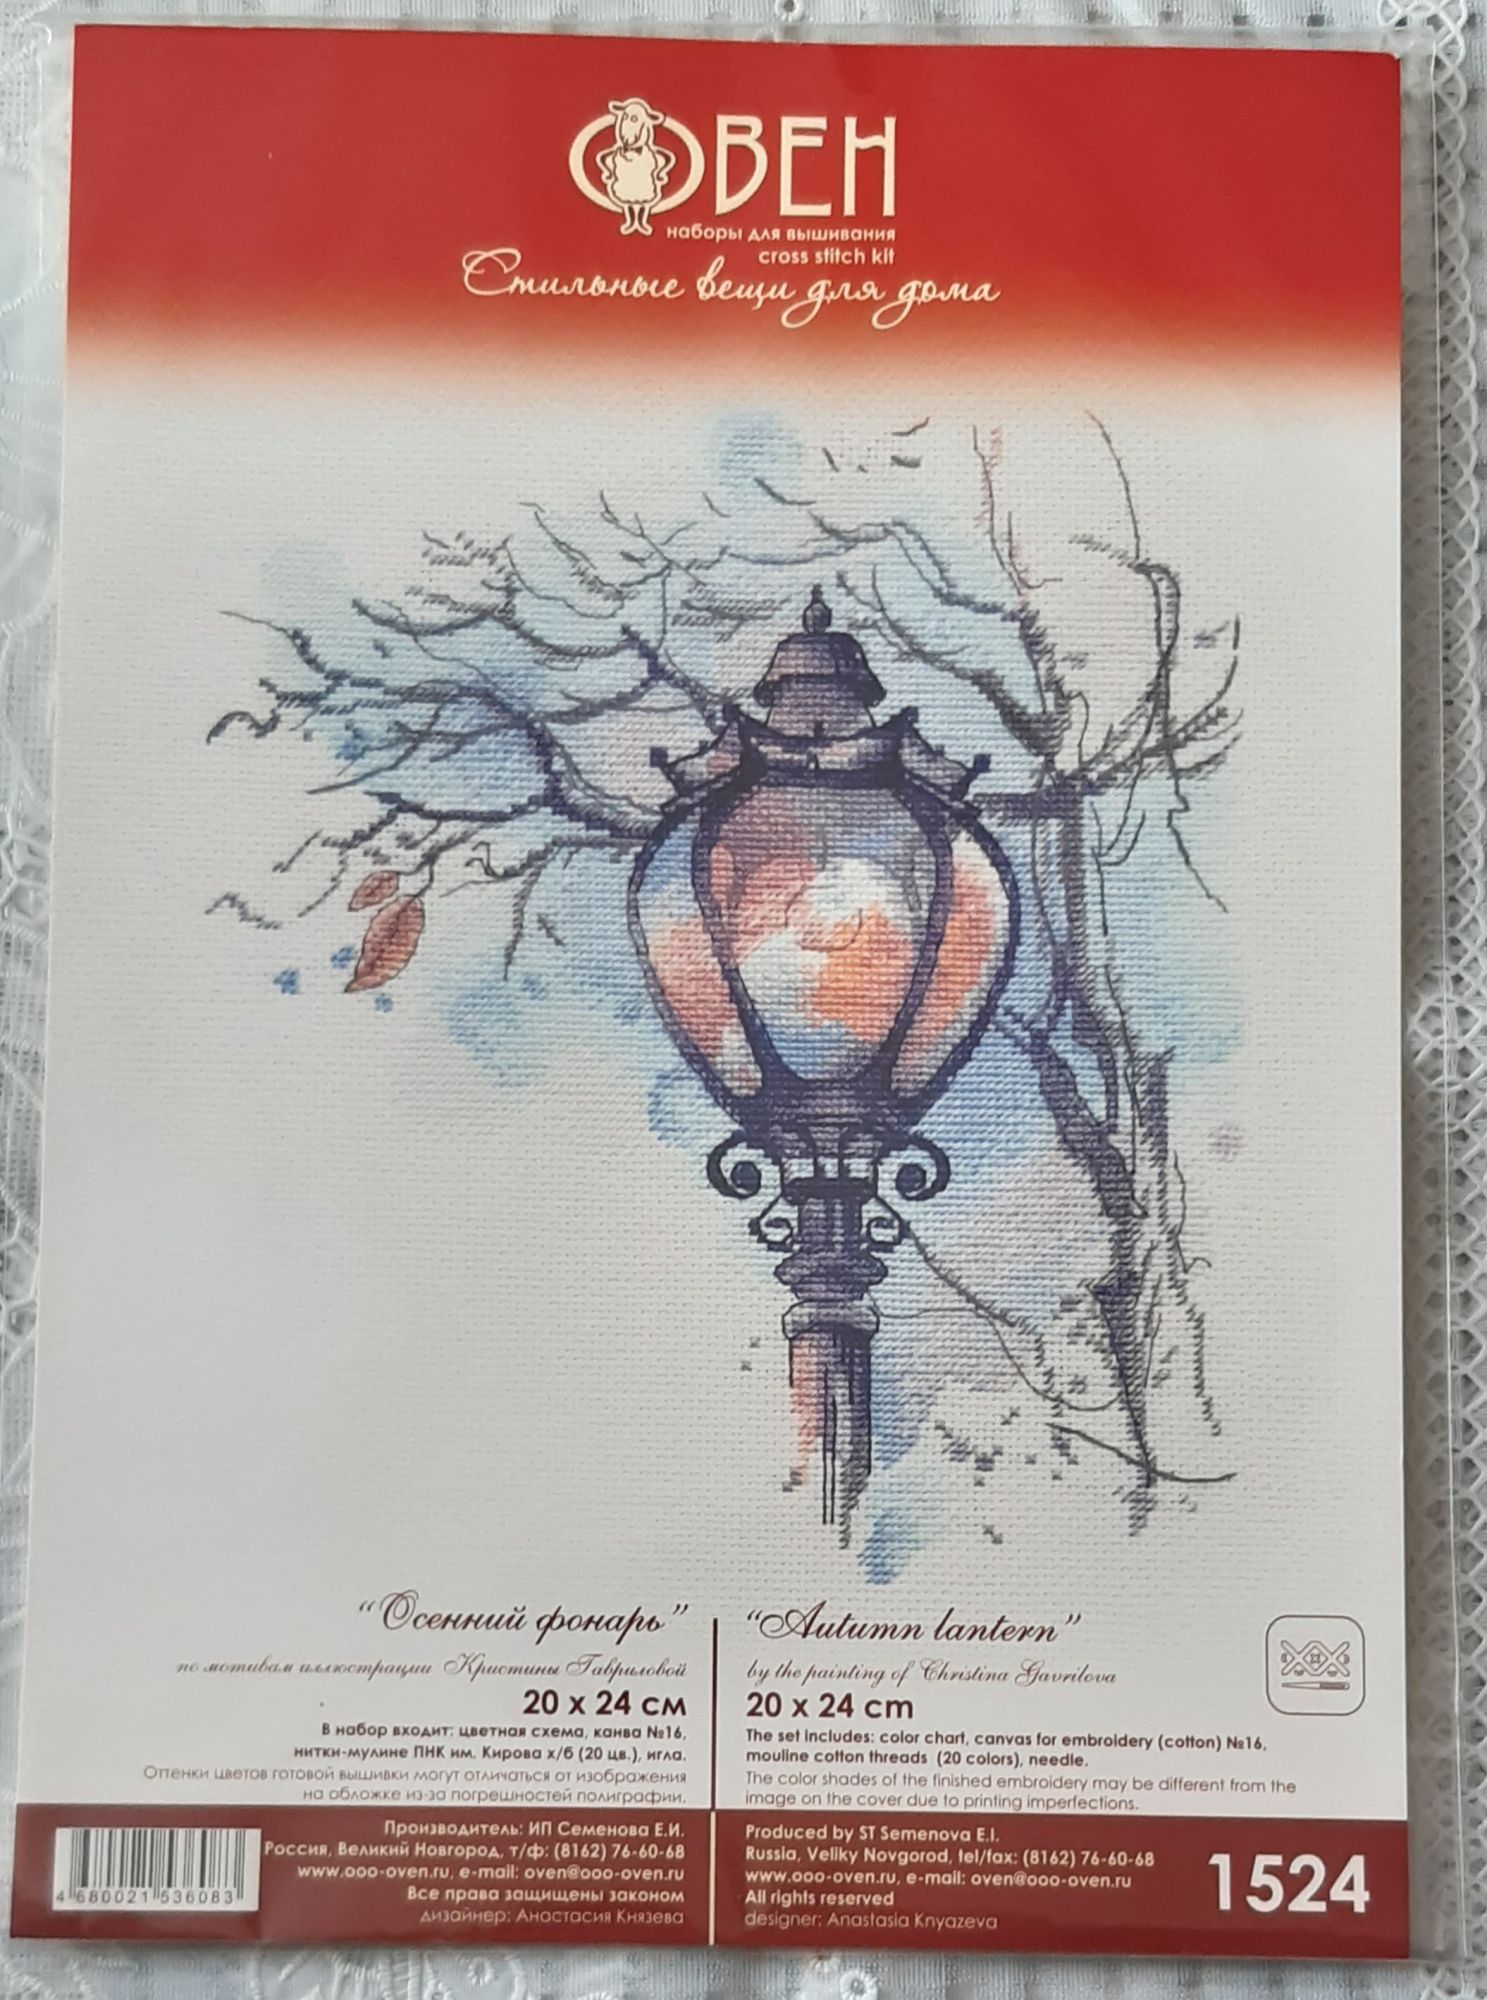 ОВЕН
наборы для вышивания
cross stitch kit
Стильные вещи для дома
“Осенний фонарь”
по мотивам иллюстрации Кристины Гавриловой
20 х 24 см
В набор входит: цветная схема, канва №16,
нитки-мулине ПНК им. Кирова х/б (20 цв.), игла.
Оттенки цветов готовой вышивки могут отличаться от изображения
на обложке из-за погрешностей полиграфии.
“Autumn lantern”
by the painting of Christina Gavrilova
20 x 24 cm
The set includes: color chart, canvas for embroidery (cotton) №16,
mouline cotton threads (20 colors), needle.
The color shades of the finished embroidery may be different from the
image on the cover due to printing imperfections.
4 680021 536083
Производитель: ИП Семенова Е.И.
Россия, Великий Новгород, т/ф: (8162) 76-60-68
www.ooo-oven.ru, e-mail: oven@ooo-oven.ru
Все права защищены законом
дизайнер: Анастасия Князева
Produced by ST Semenova E.I.
Russia, Veliky Novgorod, tel/fax: (8162) 76-60-68
www.ooo-oven.ru, e-mail: oven@ooo-oven.ru
All rights reserved
designer: Anastasia Knyazeva
1524